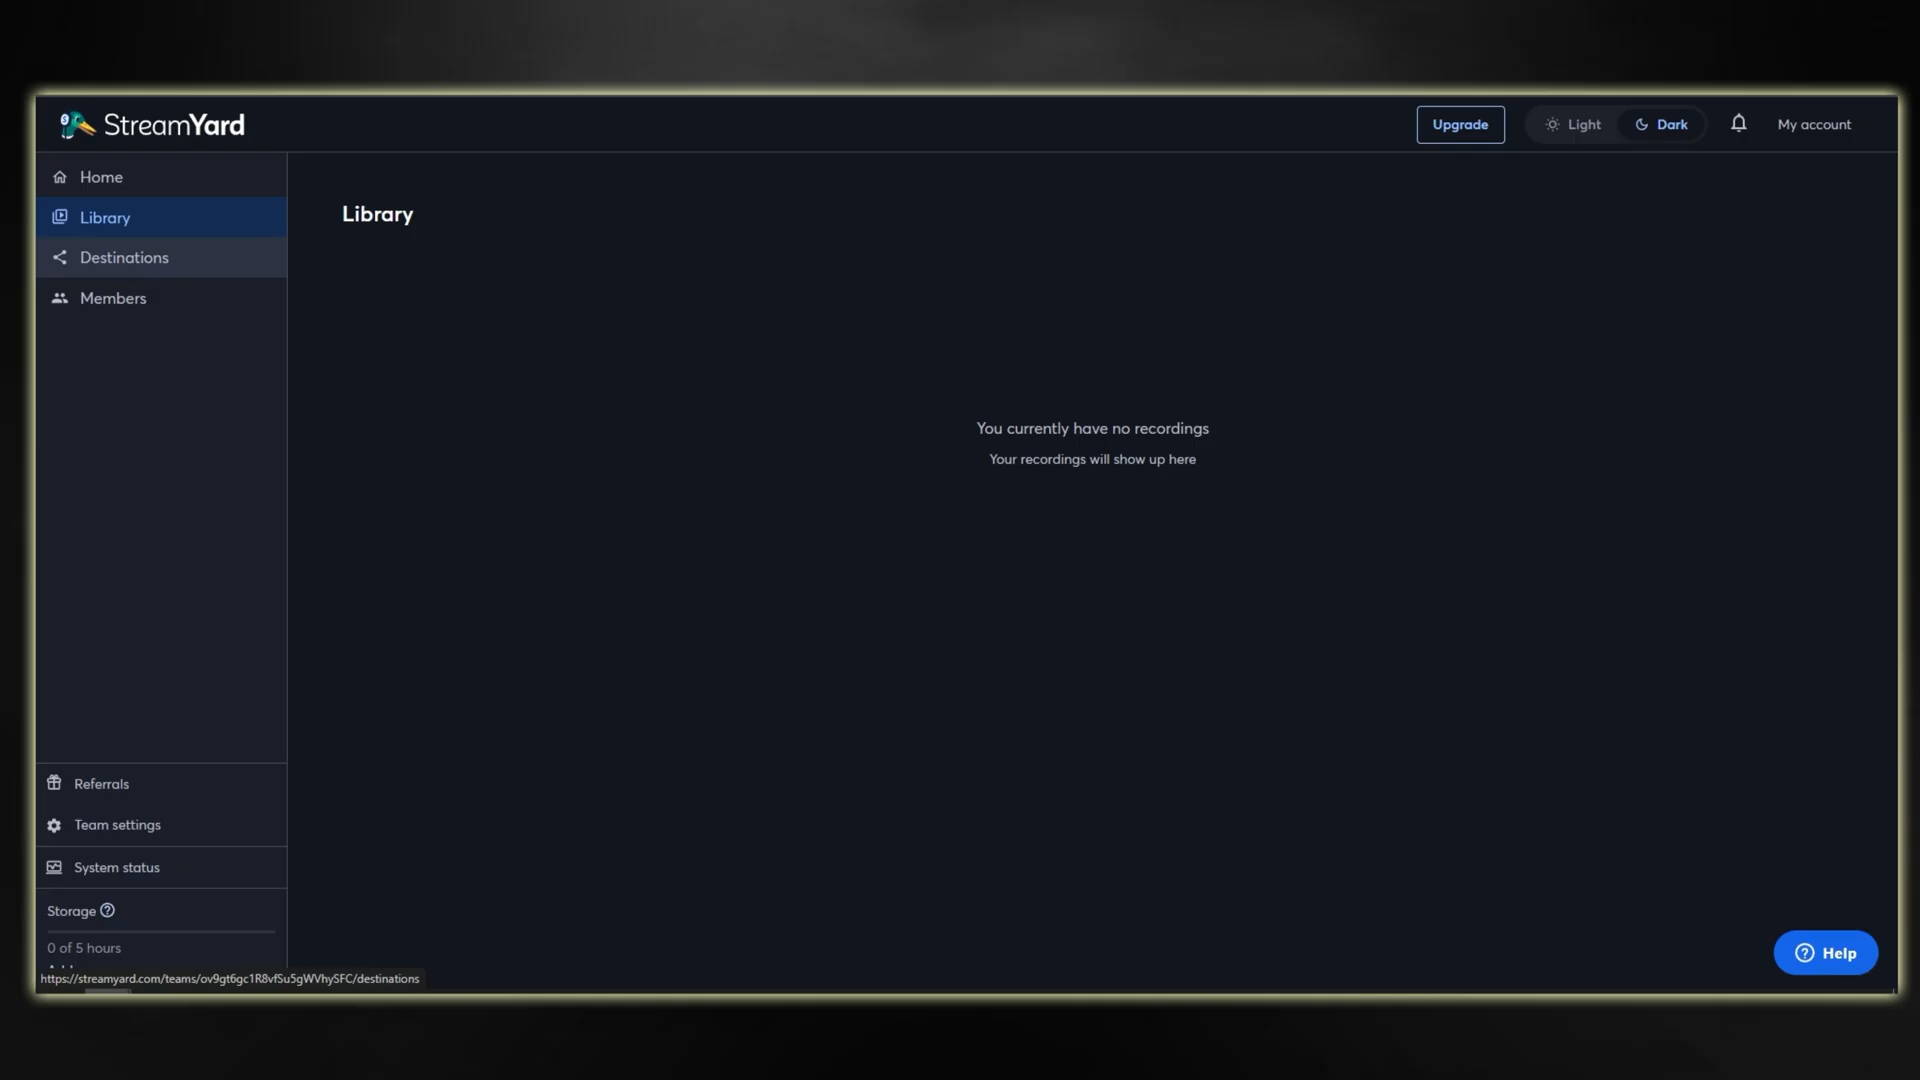 StreamYard
Upgrade
Light
Dark
My account
Home
Library
Destinations
Members
Library
You currently have no recordings
Your recordings will show up here
Referrals
Team settings
System status
Storage
0 of 5 hours
https://streamyard.com/teams/ov9gt6gc1R8vfSu5gWVhySFC/destinations
Help